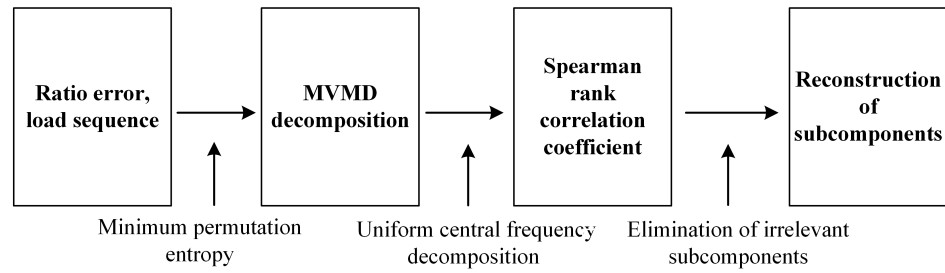 Ratio error,
load sequence
MVMD
decomposition
Spearman
rank
correlation
coefficient
Reconstruction
of
subcomponents
Minimum permutation
entropy
Uniform central frequency
decomposition
Elimination of irrelevant
subcomponents